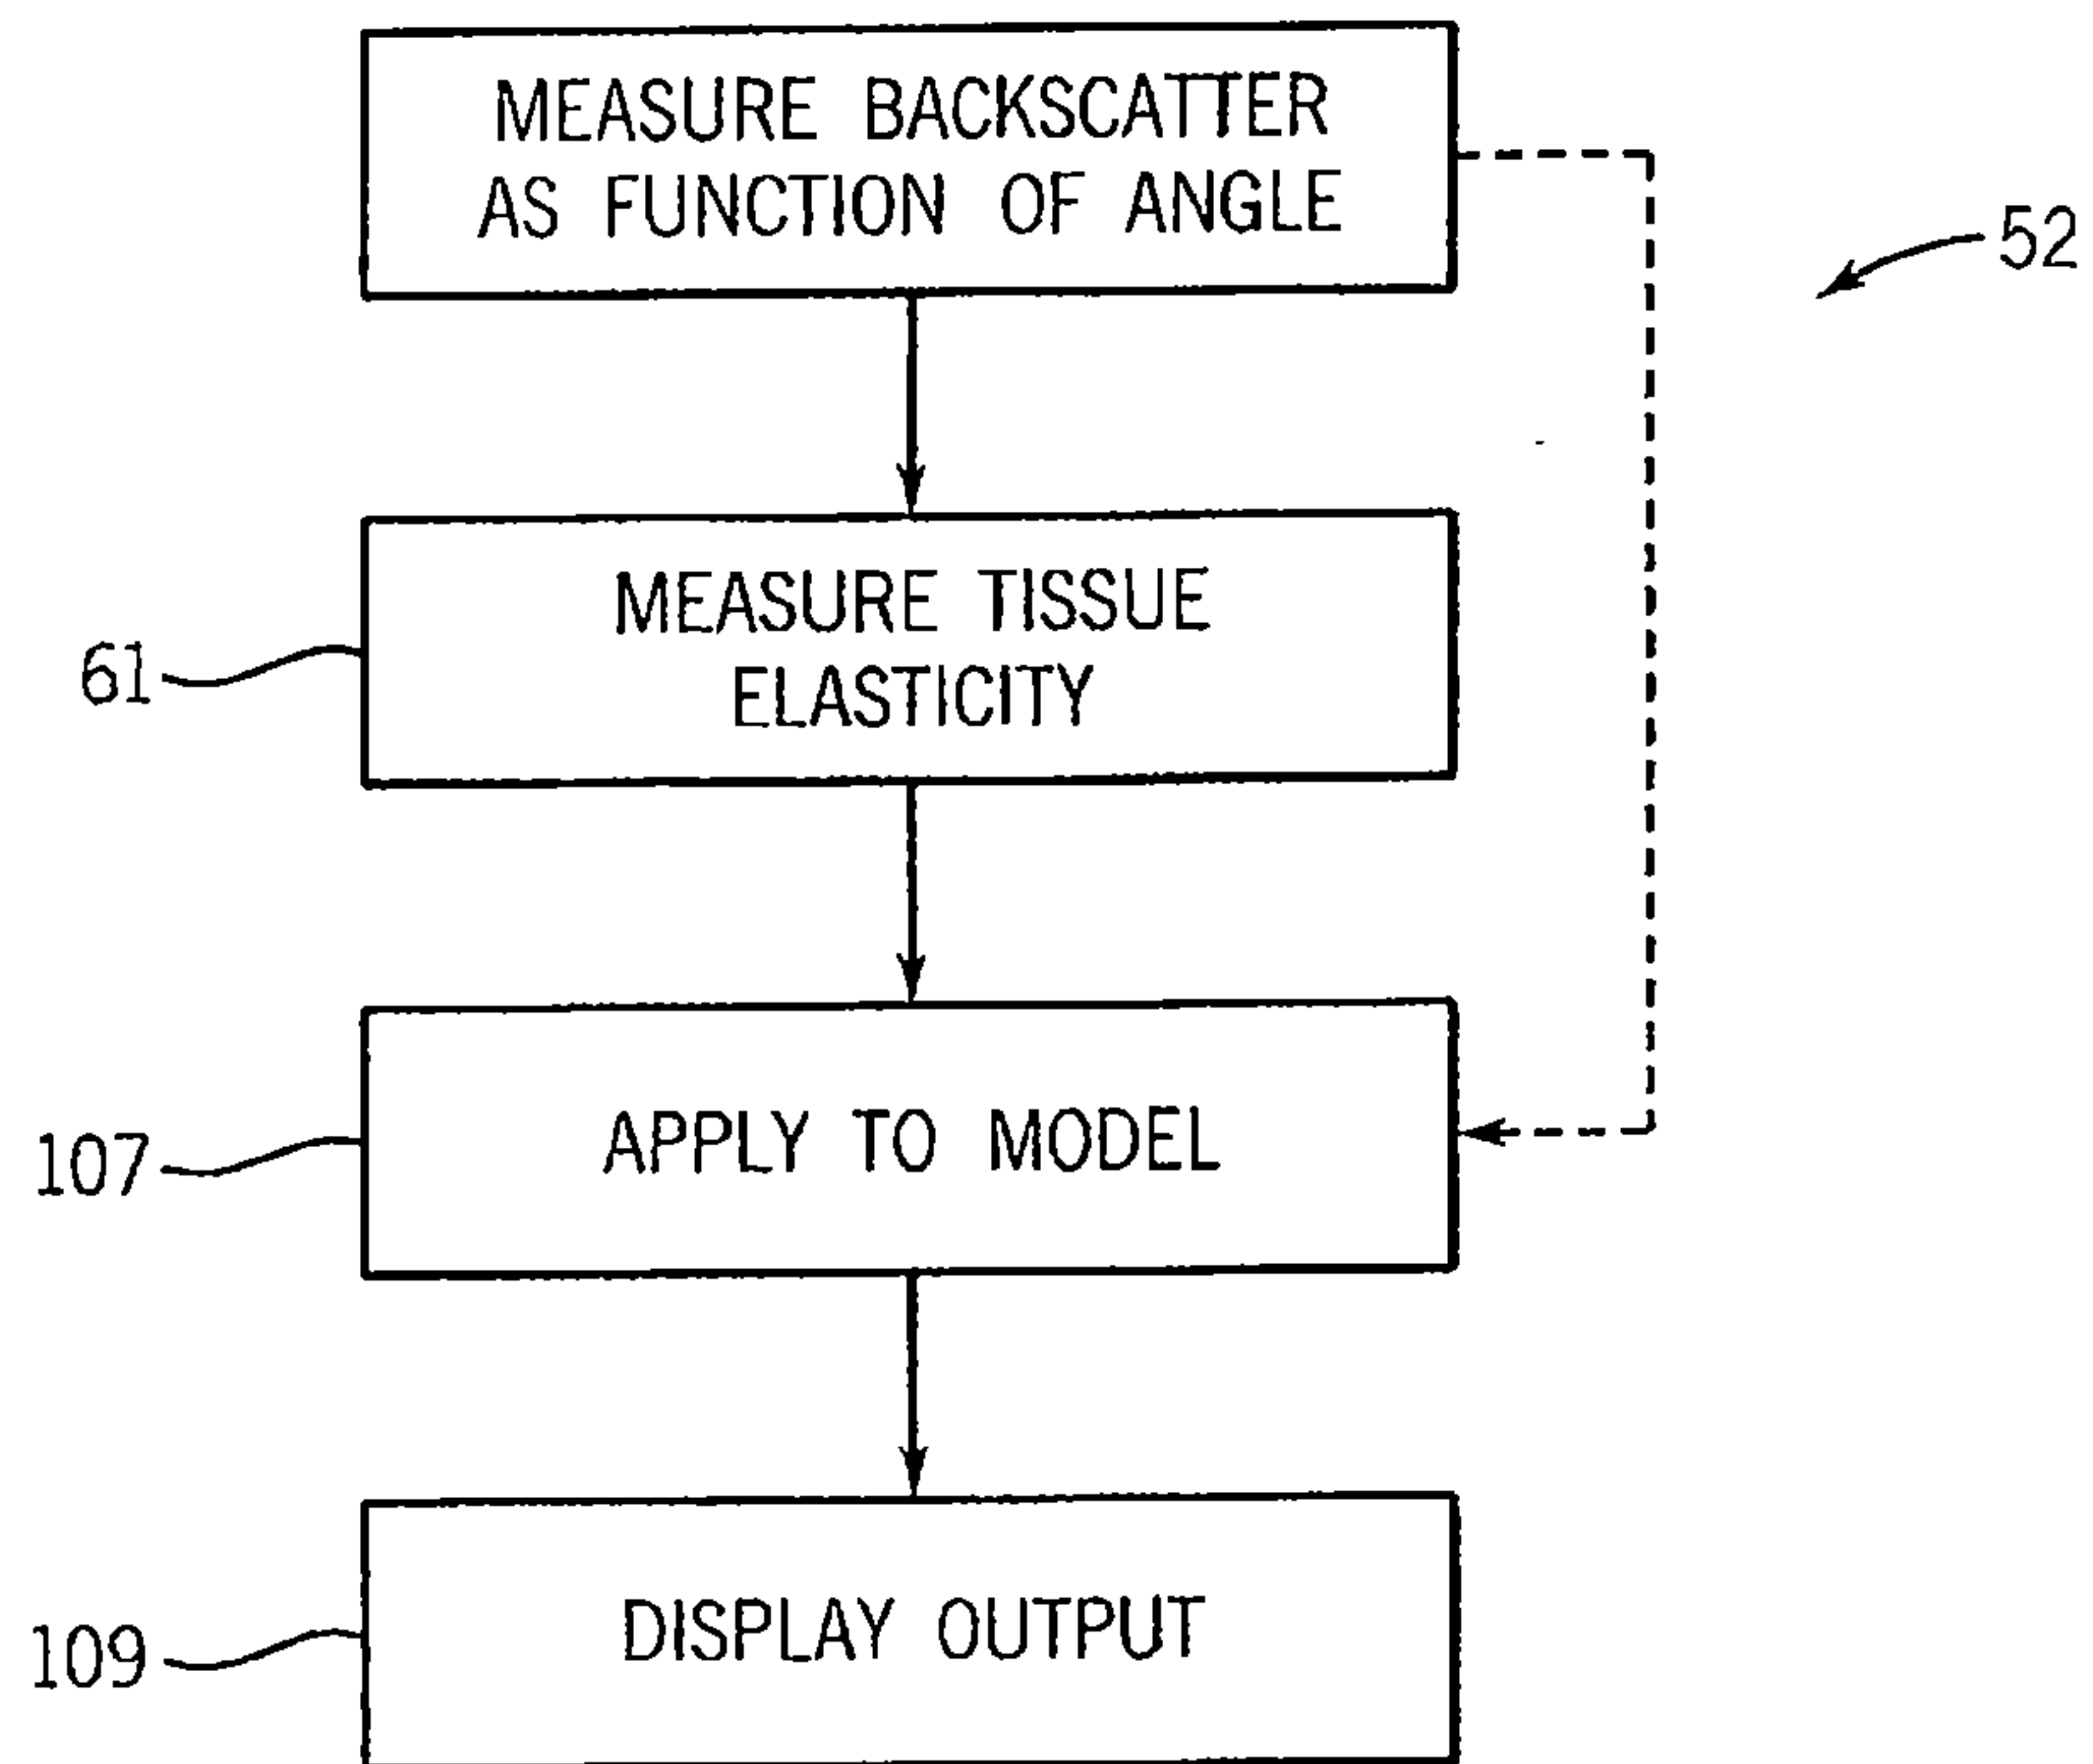 MEASURE BACKSCATTER
AS FUNCTION OF ANGLE
52
MEASURE TISSUE
ELASTICITY
61
APPLY TO MODEL
107
DISPLAY OUTPUT
109